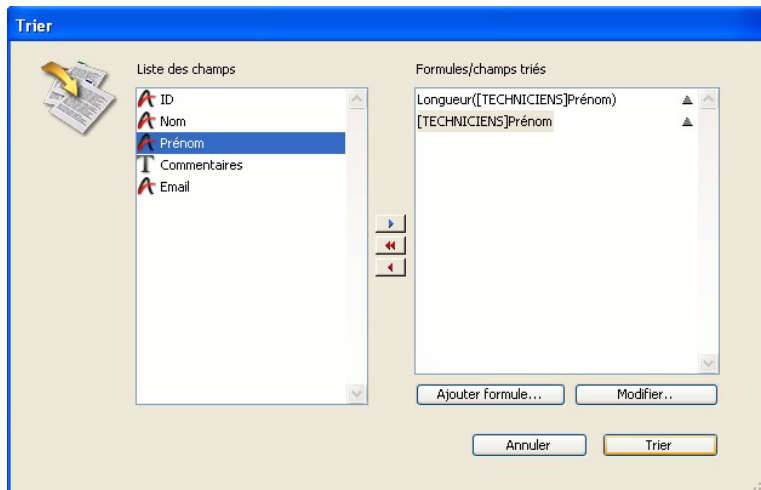 Trier
Liste des champs
Formules/champs triés
ID
Nom
Prénom
Commentaires
Email
Longueur([TECHNICIENS]Prénom)
[TECHNICIENS]Prénom
Ajouter formule...
Modifier..
Annuler
Trier